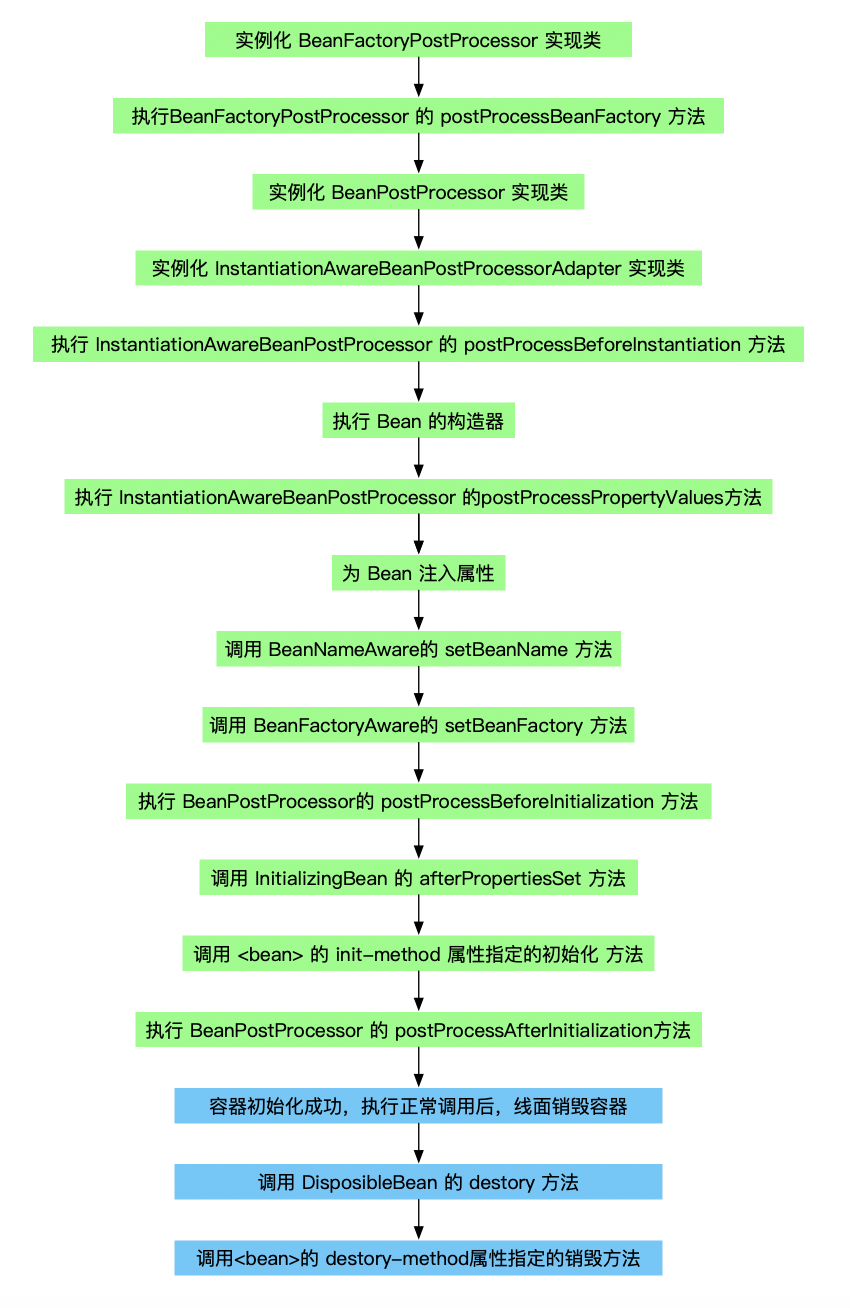 实例化 BeanFactoryPostProcessor 实现类
执行BeanFactoryPostProcessor 的 postProcessBeanFactory 方法
实例化 BeanPostProcessor 实现类
实例化 InstantiationAwareBeanPostProcessorAdapter 实现类
执行 InstantiationAwareBeanPostProcessor 的 postProcessBeforeInstantiation 方法
执行 Bean 的构造器
执行 InstantiationAwareBeanPostProcessor 的postProcessPropertyValues方法
为 Bean 注入属性
调用 BeanNameAware的 setBeanName 方法
调用 BeanFactoryAware的 setBeanFactory 方法
执行 BeanPostProcessor的 postProcessBeforeInitialization 方法
调用 InitializingBean 的 afterPropertiesSet 方法
调用 <bean> 的 init-method 属性指定的初始化 方法
执行 BeanPostProcessor 的 postProcessAfterInitialization方法
容器初始化成功，执行正常调用后，线面销毁容器
调用 DisposibleBean 的 destory 方法
调用<bean>的 destory-method属性指定的销毁方法